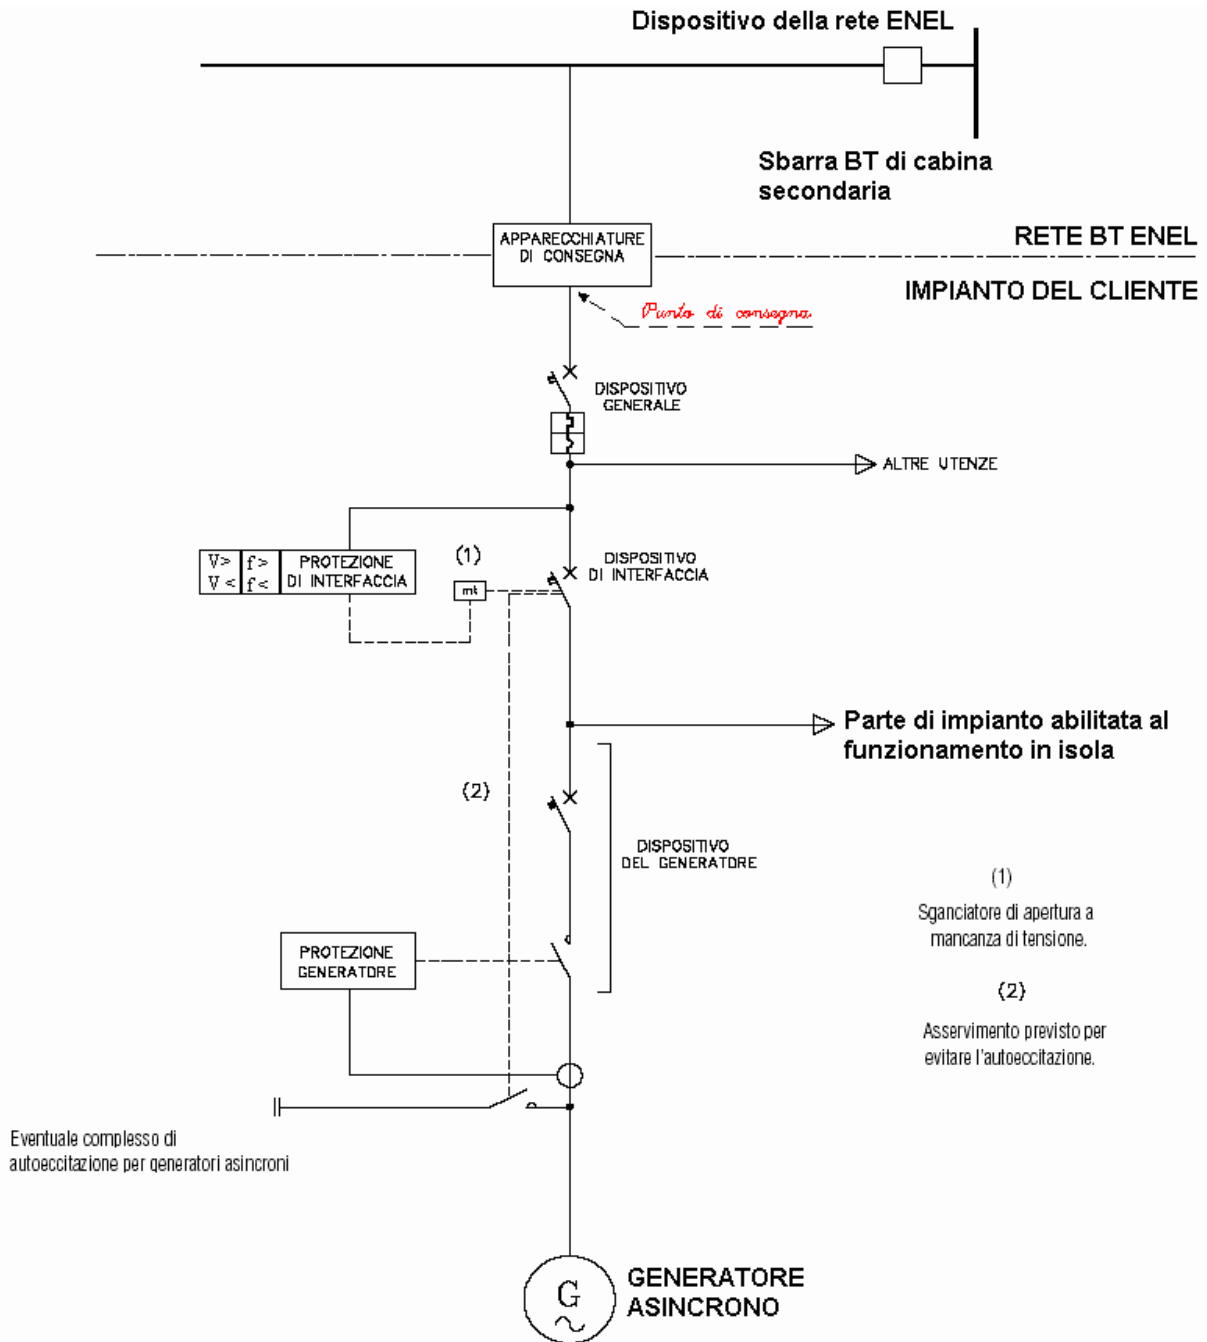 Dispositivo della rete ENEL
Sbarra BT di cabina
secondaria
APPARECCHIATURE
DI CONSEGNA
RETE BT ENEL
IMPIANTO DEL CLIENTE
Punto di consegna
DISPOSITIVO
GENERALE
ALTRE UTENZE
V> f>
V< f<
PROTEZIONE
DI INTERFACCIA
(1)
mt
DISPOSITIVO
DI INTERFACCIA
Parte di impianto abilitata al
funzionamento in isola
(2)
DISPOSITIVO
DEL GENERATORE
(1)
Sganciatore di apertura a
mancanza di tensione.
PROTEZIONE
GENERATORE
(2)
Asservimento previsto per
evitare l'autoeccitazione.
Eventuale complesso di
autoeccitazione per generatori asincroni
G
GENERATORE
ASINCRONO